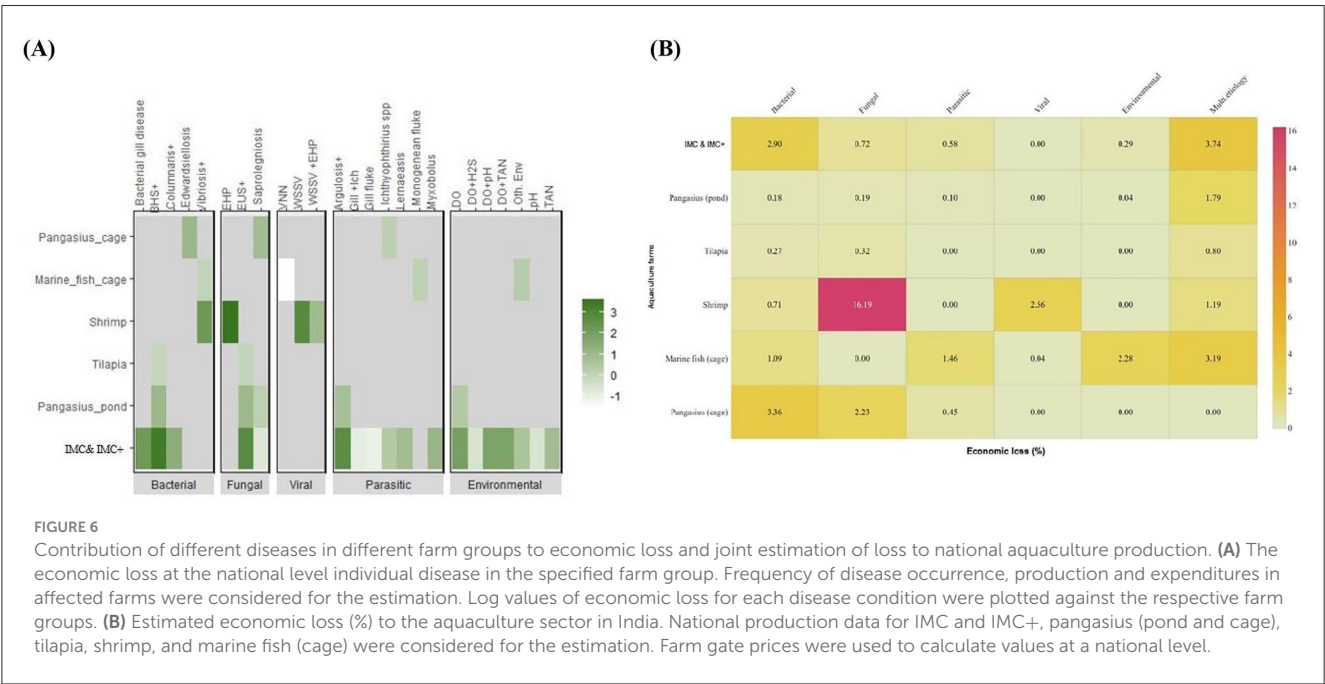 (A)
Bacterial gill disease
BHS+
Columnaris+
Edwardsiellosis
Vibriosis+
EHP
EUS+
Saprolegniosis
VNN
WSSV
WSSV +EHP
Argulosis+
Gill +Ich
Gill fluke
Ichthyophthirius spp
Lernaeasis
Monogenean fluke
Myxobolus
DO
DO+H2S
DO+pH
DO+TAN
Oth. Env
pH
TAN
Pangasius_cage
Marine_fish_cage
Shrimp
Tilapia
Pangasius_pond
IMC& IMC+
Bacterial Fungal Viral Parasitic Environmental
3
2
1
0
-1
(B)
Bacterial Fungal Parasitic Viral Environmental Multi.etiology
Aquaculture farms
IMC & IMC+ 2.90 0.72 0.58 0.00 0.29 3.74
Pangasius (pond) 0.18 0.19 0.10 0.00 0.04 1.79
Tilapia 0.27 0.32 0.00 0.00 0.00 0.80
Shrimp 0.71 16.19 0.00 2.56 0.00 1.19
Marine fish (cage) 1.09 0.00 1.46 0.04 2.28 3.19
Pangasius (cage) 3.36 2.23 0.45 0.00 0.00 0.00
Economic loss (%)
16
14
12
10
8
6
4
2
0
FIGURE 6
Contribution of different diseases in different farm groups to economic loss and joint estimation of loss to national aquaculture production. (A) The
economic loss at the national level individual disease in the specified farm group. Frequency of disease occurrence, production and expenditures in
affected farms were considered for the estimation. Log values of economic loss for each disease condition were plotted against the respective farm
groups. (B) Estimated economic loss (%) to the aquaculture sector in India. National production data for IMC and IMC+, pangasius (pond and cage),
tilapia, shrimp, and marine fish (cage) were considered for the estimation. Farm gate prices were used to calculate values at a national level.